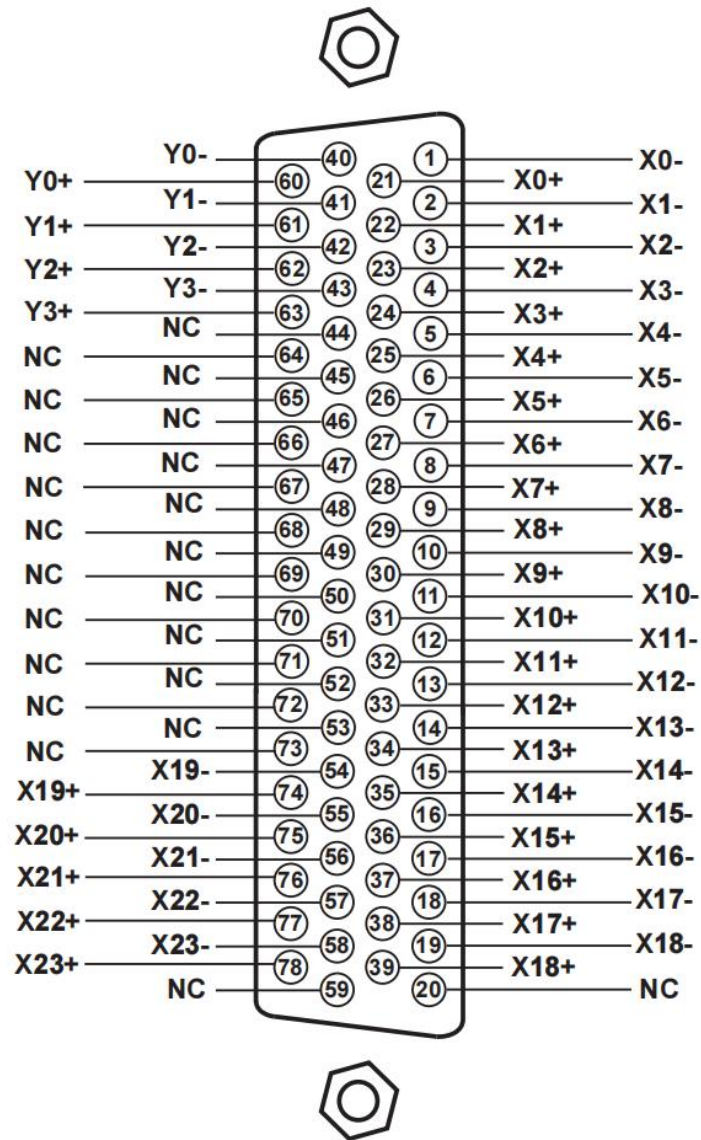 Y0- 40 1 X0-
Y0+ 60 21 X0+
Y1- 41 2 X1-
Y1+ 61 22 X1+
Y2- 42 3 X2-
Y2+ 62 23 X2+
Y3- 43 4 X3-
Y3+ 63 24 X3+
NC 44 5 X4-
NC 64 25 X4+
NC 45 6 X5-
NC 65 26 X5+
NC 46 7 X6-
NC 66 27 X6+
NC 47 8 X7-
NC 67 28 X7+
NC 48 9 X8-
NC 68 29 X8+
NC 49 10 X9-
NC 69 30 X9+
NC 50 11 X10-
NC 70 31 X10+
NC 51 12 X11-
NC 71 32 X11+
NC 52 13 X12-
NC 72 33 X12+
NC 53 14 X13-
NC 73 34 X13+
X19- 54 15 X14-
X19+ 74 35 X14+
X20- 55 16 X15-
X20+ 75 36 X15+
X21- 56 17 X16-
X21+ 76 37 X16+
X22- 57 18 X17-
X22+ 77 38 X17+
X23- 58 19 X18-
X23+ 78 39 X18+
NC 59 20 NC